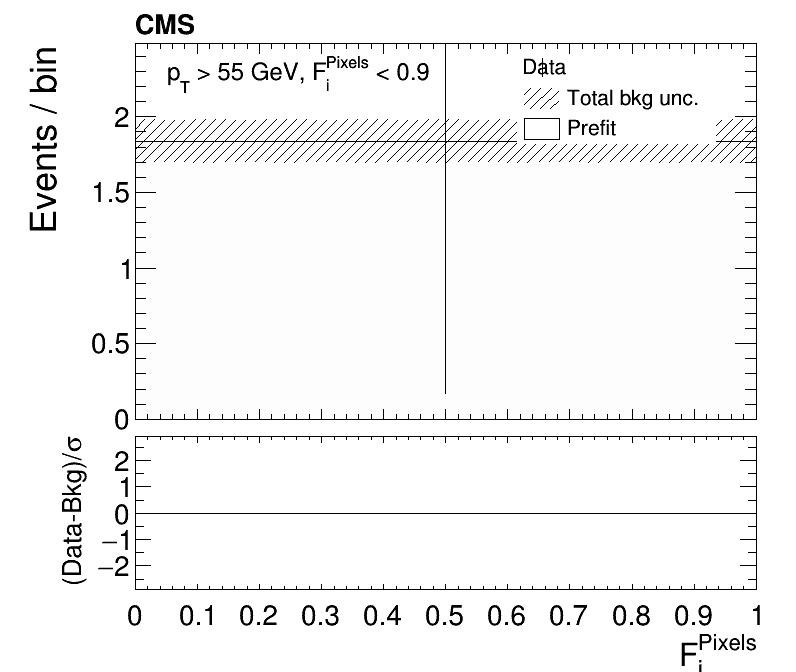 CMS
Events / bin
p_T > 55 GeV, F_i^Pixels < 0.9
Data
Total bkg unc.
Prefit
2
1.5
1
0.5
0
(Data-Bkg)/σ
2
1
0
−1
−2
0 0.1 0.2 0.3 0.4 0.5 0.6 0.7 0.8 0.9 1
F_i^Pixels